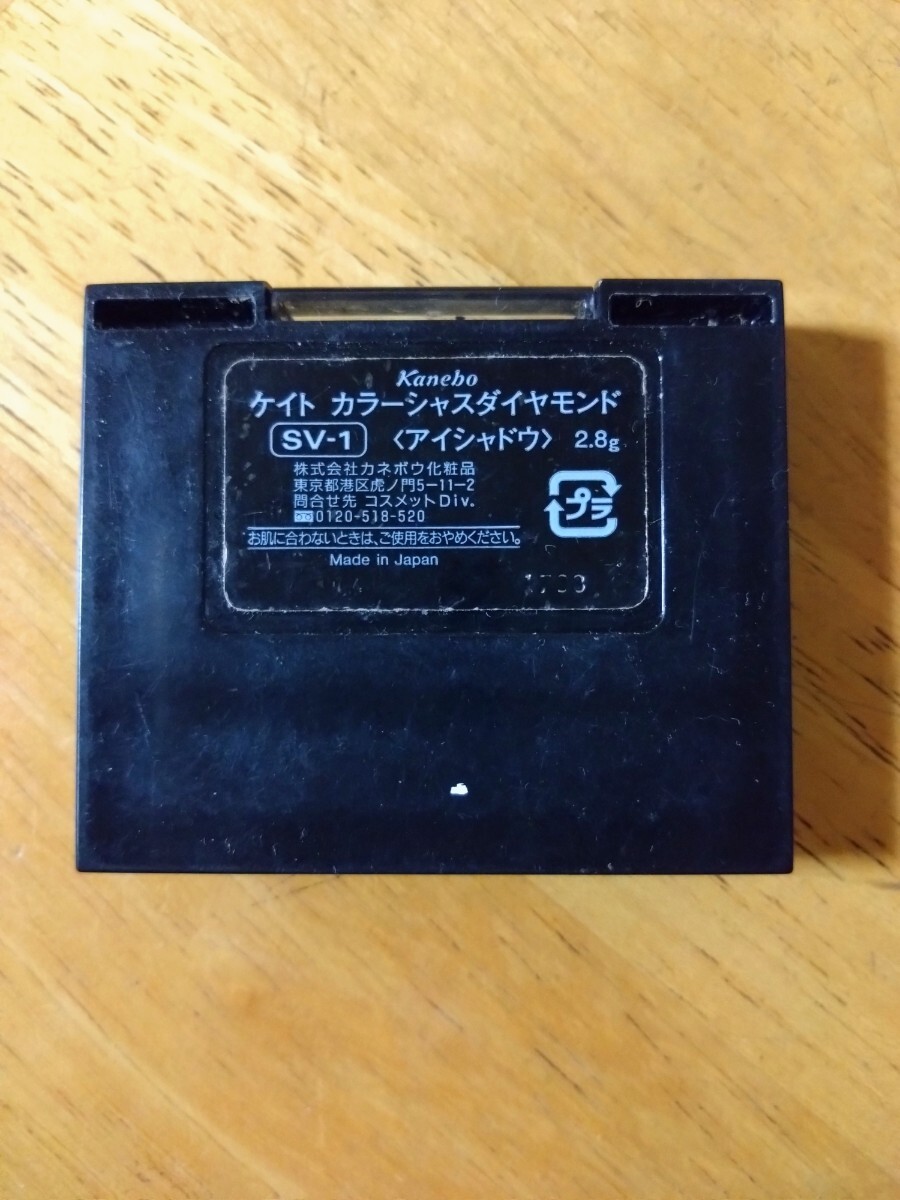 Kanebo
ケイト カラーシャスダイヤモンド
SV-1 〈アイシャドウ〉 2.8g
株式会社カネボウ化粧品
東京都港区虎ノ門5-11-2
問合せ先 コスメットDiv.
0120-518-520
プラ
お肌に合わないときは、ご使用をおやめください。
Made in Japan